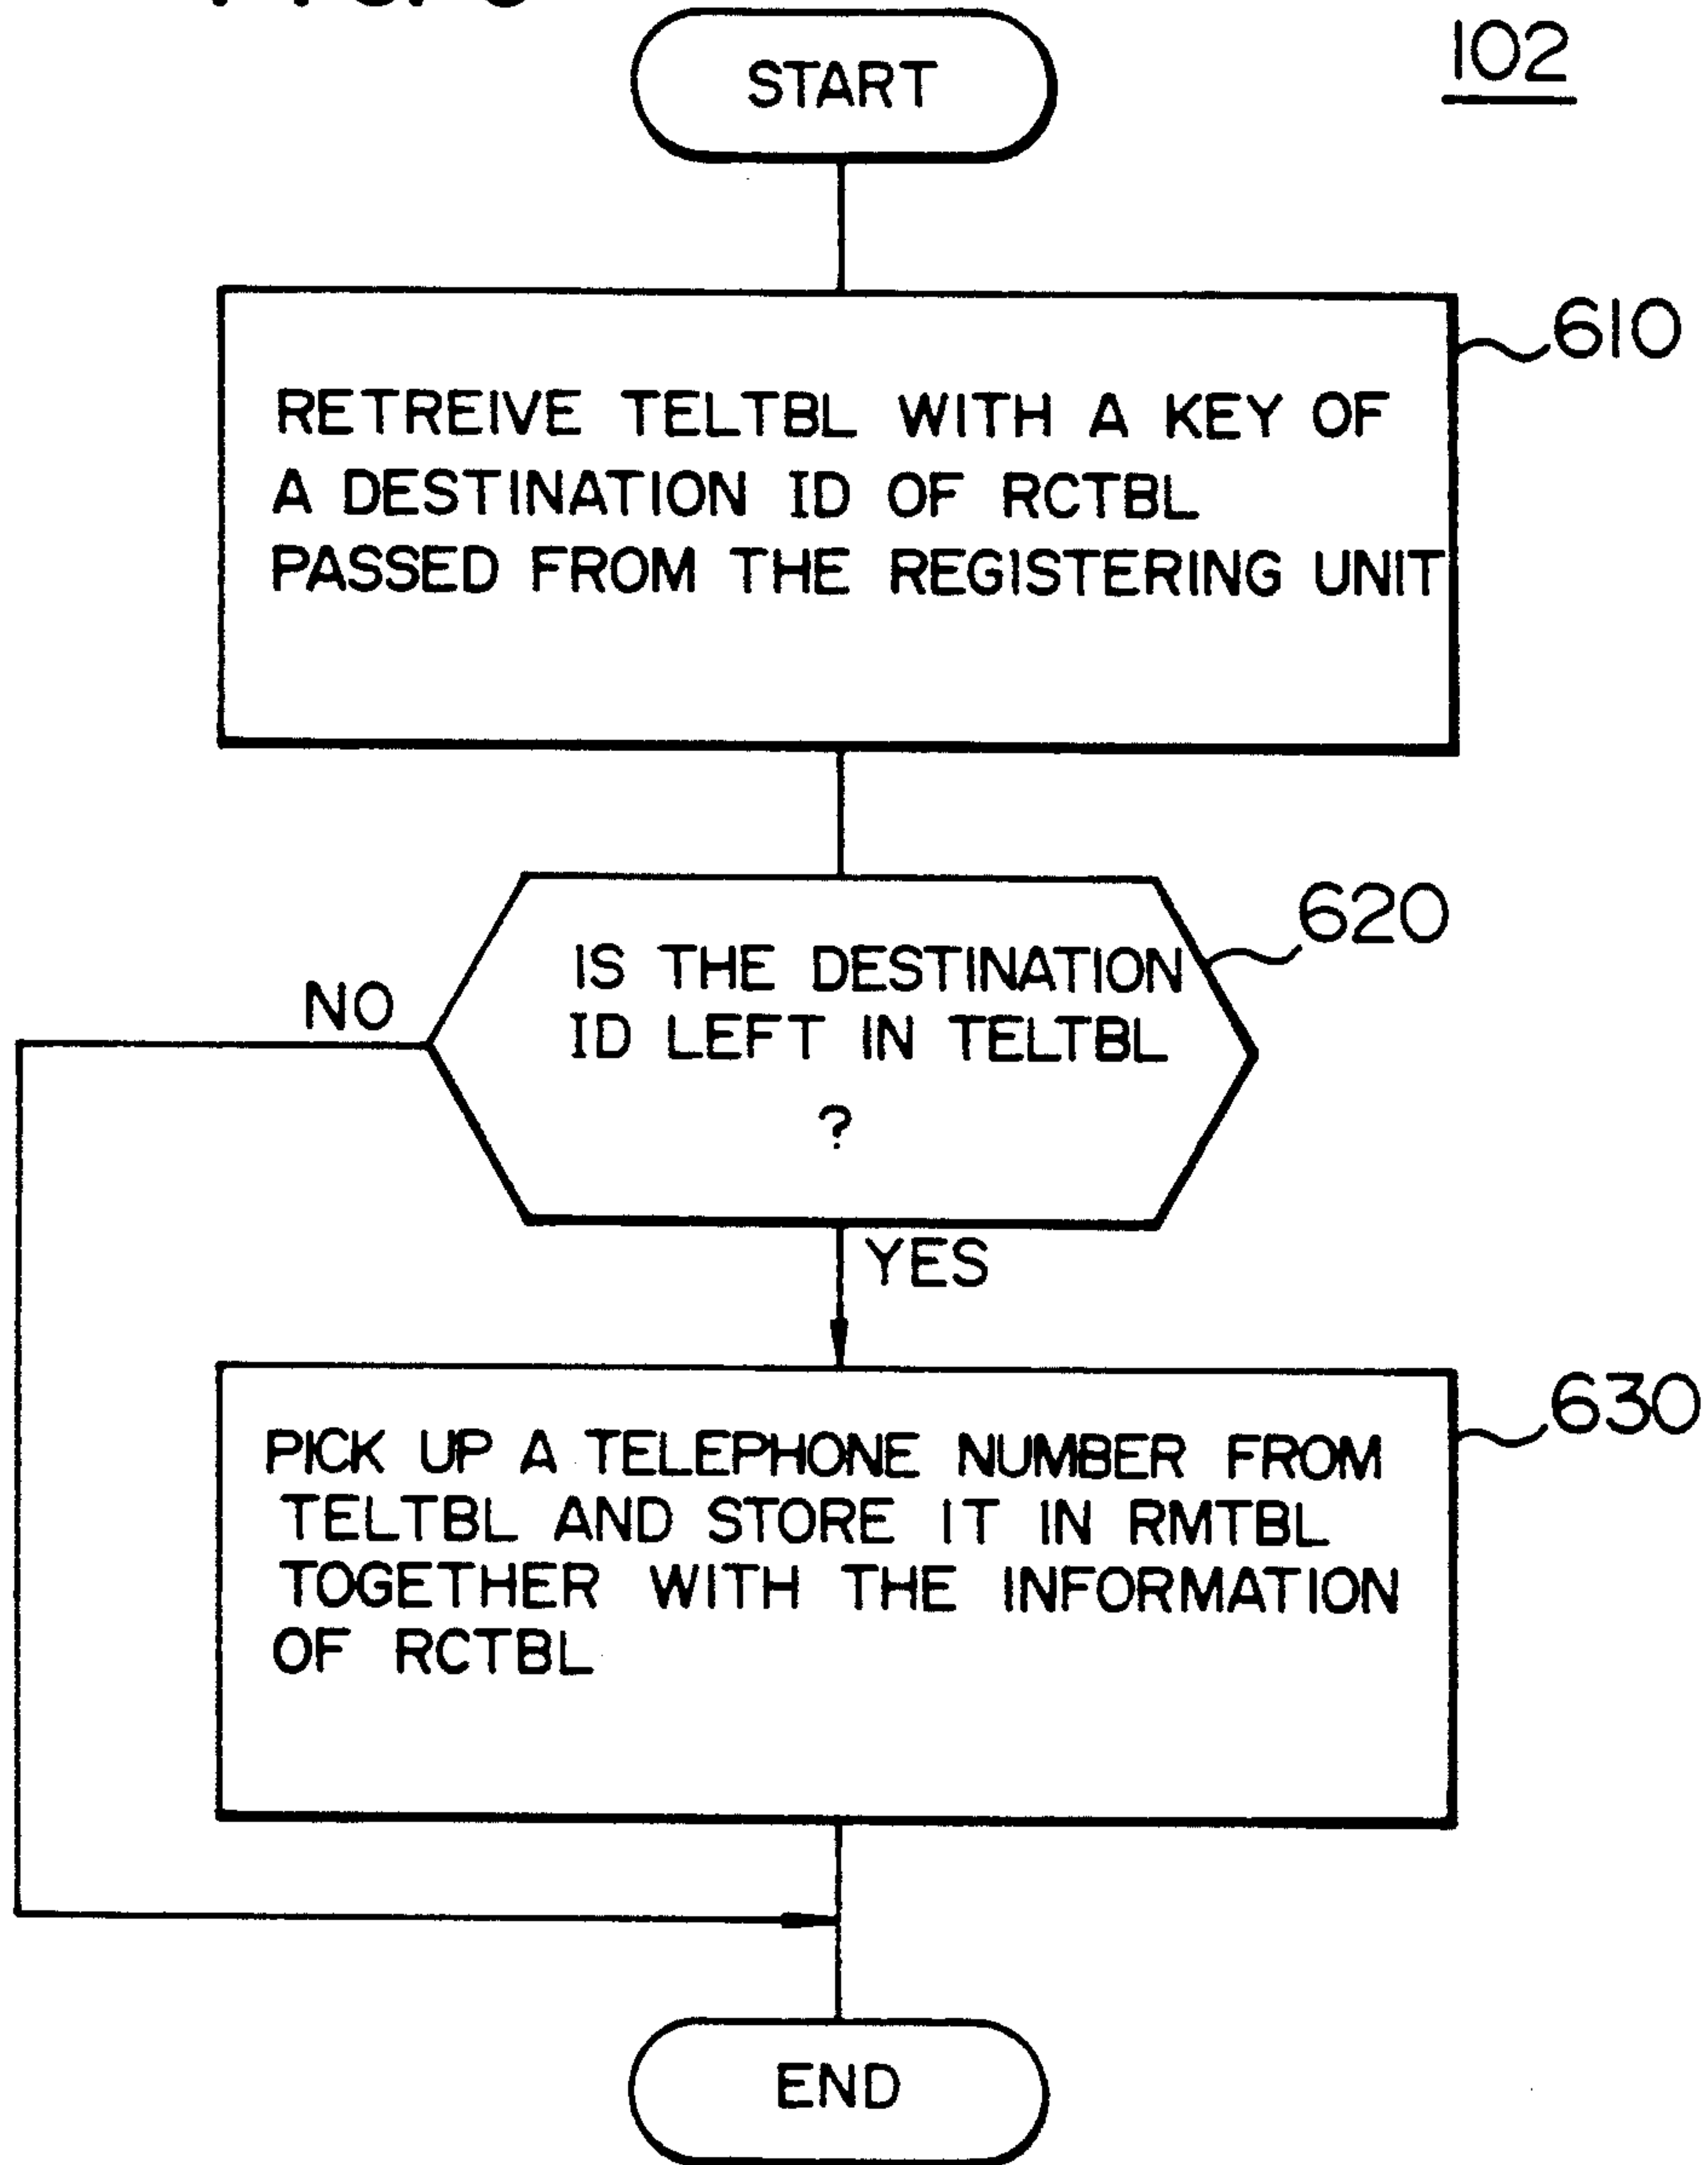 102
START
610
RETREIVE TELTBL WITH A KEY OF
A DESTINATION ID OF RCTBL
PASSED FROM THE REGISTERING UNIT
620
IS THE DESTINATION
ID LEFT IN TELTBL
?
NO
YES
630
PICK UP A TELEPHONE NUMBER FROM
TELTBL AND STORE IT IN RMTBL
TOGETHER WITH THE INFORMATION
OF RCTBL
END